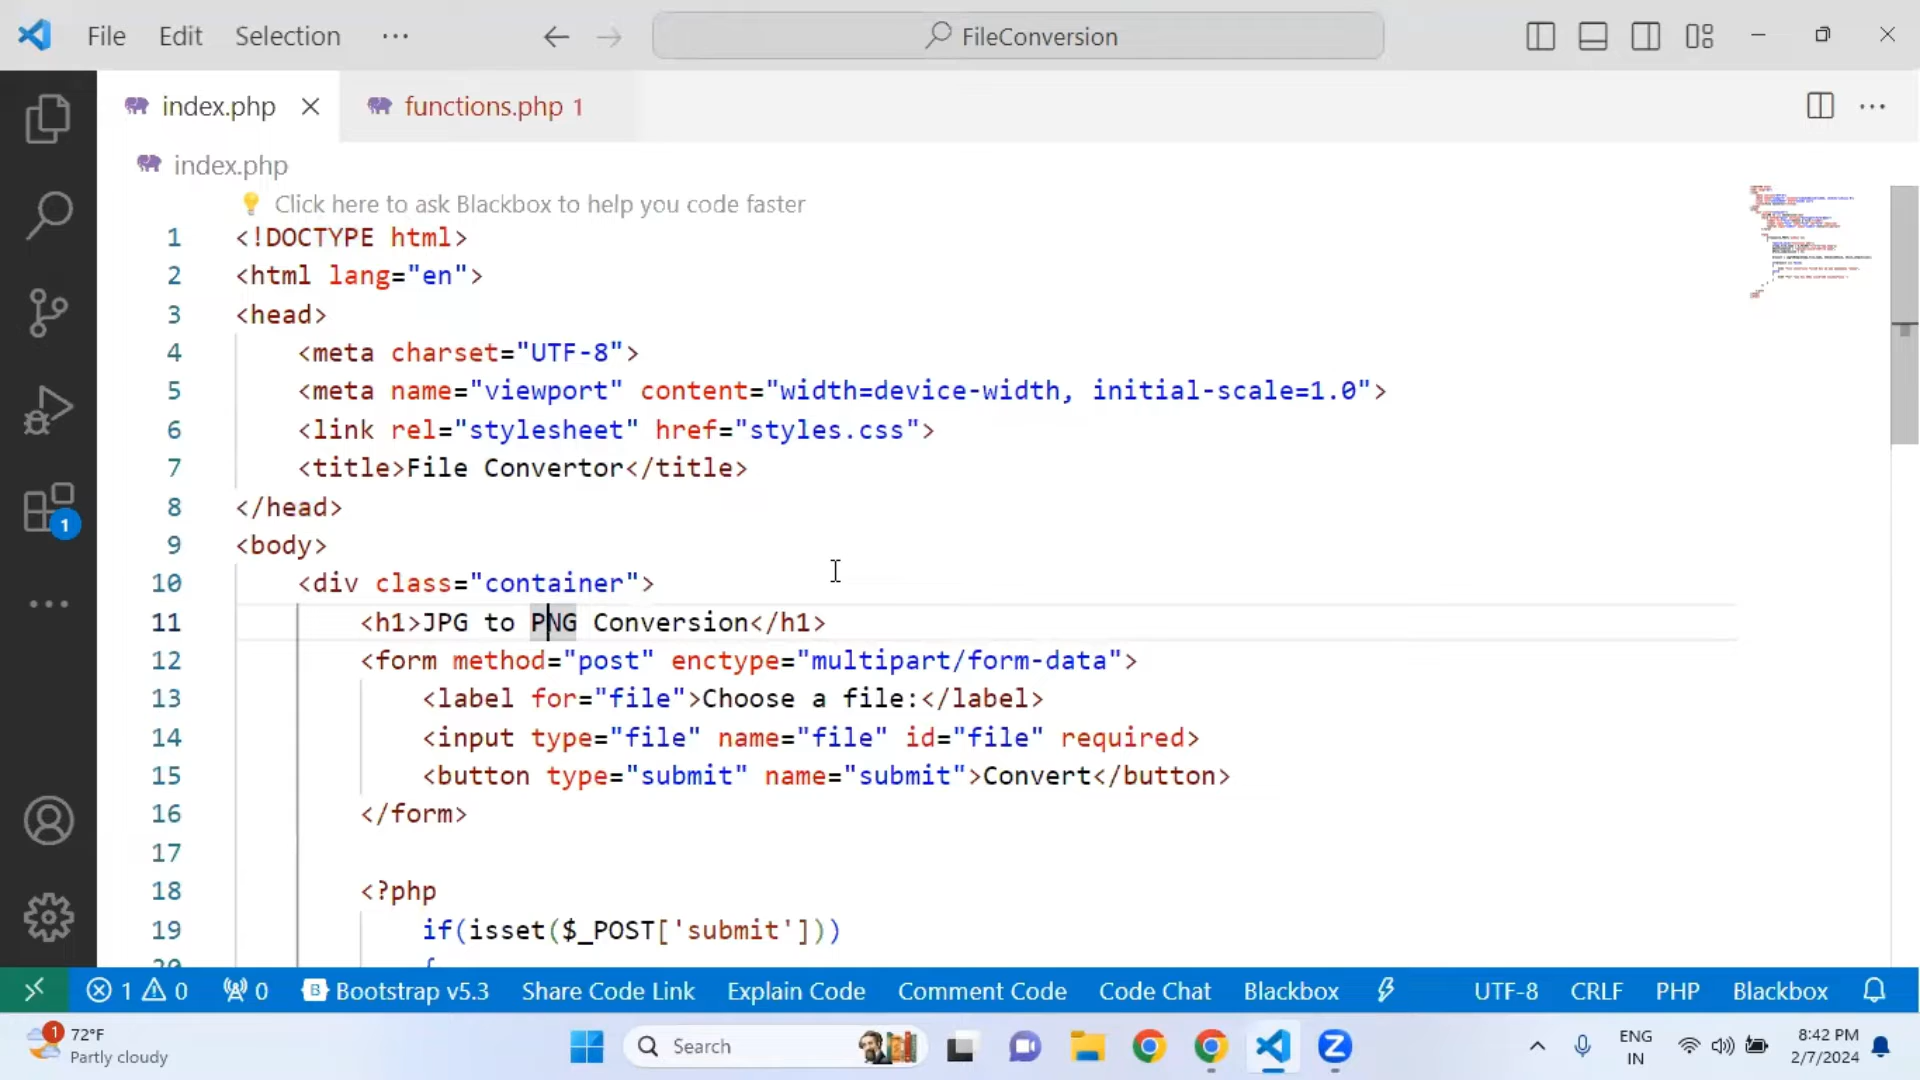 File Edit Selection ··· FileConversion
index.php functions.php 1
index.php
Click here to ask Blackbox to help you code faster
1 <!DOCTYPE html>
2 <html lang="en">
3 <head>
4 <meta charset="UTF-8">
5 <meta name="viewport" content="width=device-width, initial-scale=1.0">
6 <link rel="stylesheet" href="styles.css">
7 <title>File Convertor</title>
8 </head>
9 <body>
10 <div class="container">
11 <h1>JPG to PNG Conversion</h1>
12 <form method="post" enctype="multipart/form-data">
13 <label for="file">Choose a file:</label>
14 <input type="file" name="file" id="file" required>
15 <button type="submit" name="submit">Convert</button>
16 </form>
17
18 <?php
19 if(isset($_POST['submit']))
20 {
1
1 0 0 Bootstrap v5.3 Share Code Link Explain Code Comment Code Code Chat Blackbox UTF-8 CRLF PHP Blackbox
1 72°F Search ENG 8:42 PM
Partly cloudy IN 2/7/2024